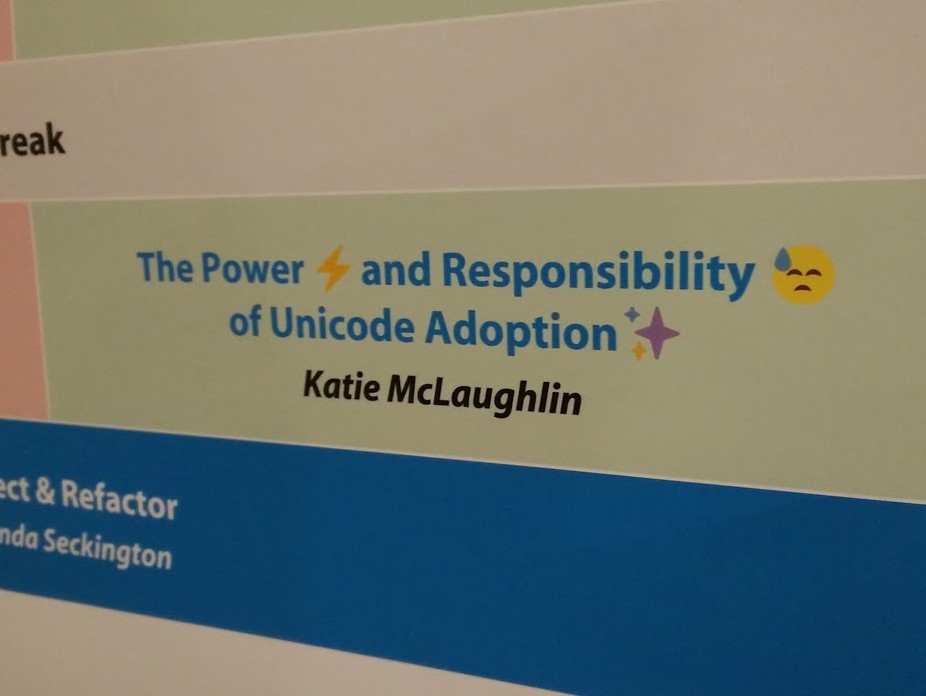 reak
The Power ⚡ and Responsibility 😓
of Unicode Adoption ✨
Katie McLaughlin
ect & Refactor
nda Seckington